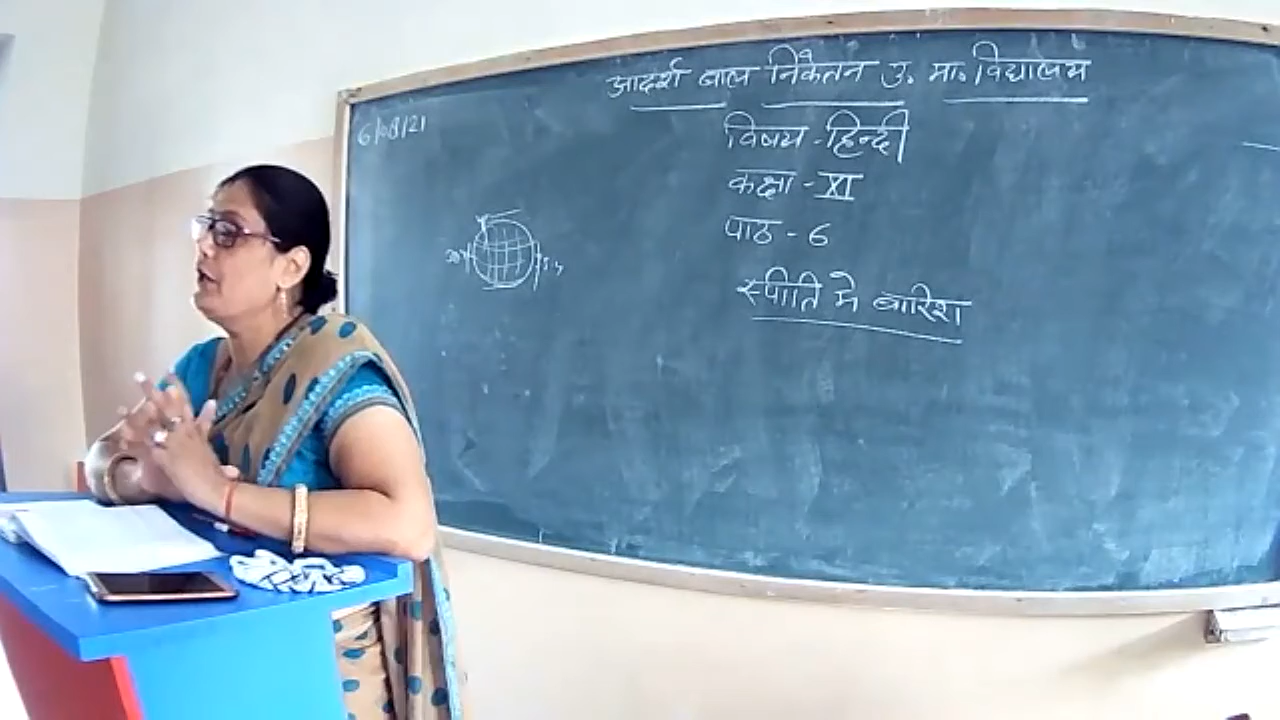 आदर्श बाल निकेतन उ. मा. विद्यालय
6/08/21
विषय - हिन्दी
कक्षा - XI
पाठ - 6
स्पीति मे बारिश